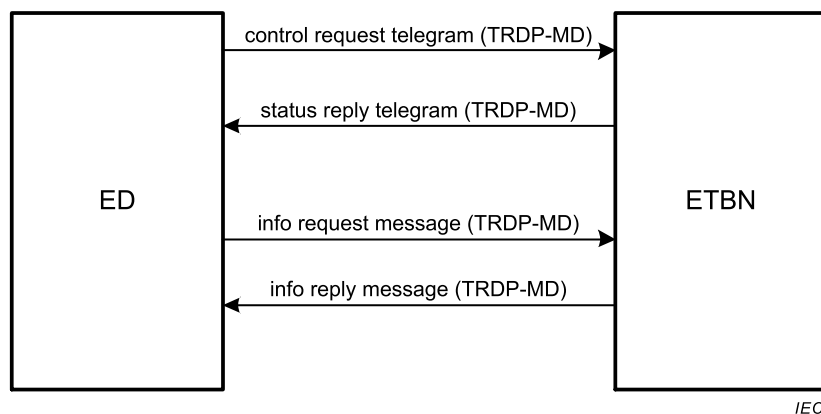 control request telegram (TRDP-MD)
status reply telegram (TRDP-MD)
ED
ETBN
info request message (TRDP-MD)
info reply message (TRDP-MD)
IEC